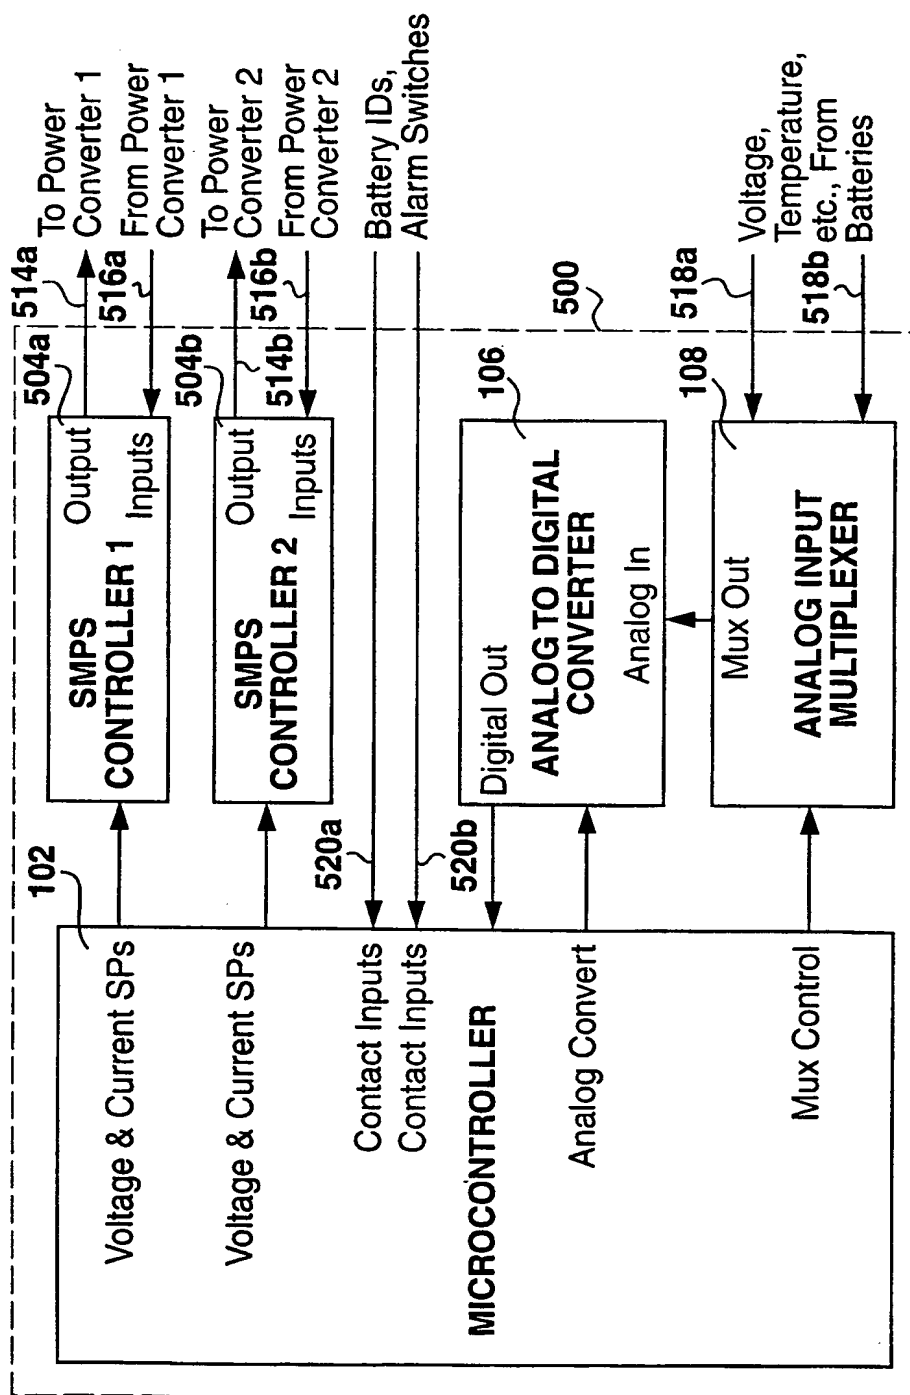 102
Voltage & Current SPs
Voltage & Current SPs
Contact Inputs
Contact Inputs
MICROCONTROLLER
Analog Convert
Mux Control
504a
SMPS
CONTROLLER 1
Output
Inputs
514a
To Power
Converter 1
516a
From Power
Converter 1
504b
SMPS
CONTROLLER 2
Output
Inputs
514b
To Power
Converter 2
516b
From Power
Converter 2
520a
520b
Battery IDs,
Alarm Switches
500
106
Digital Out
ANALOG TO DIGITAL
CONVERTER
Analog In
108
Mux Out
ANALOG INPUT
MULTIPLEXER
518a
518b
Voltage,
Temperature,
etc., From
Batteries